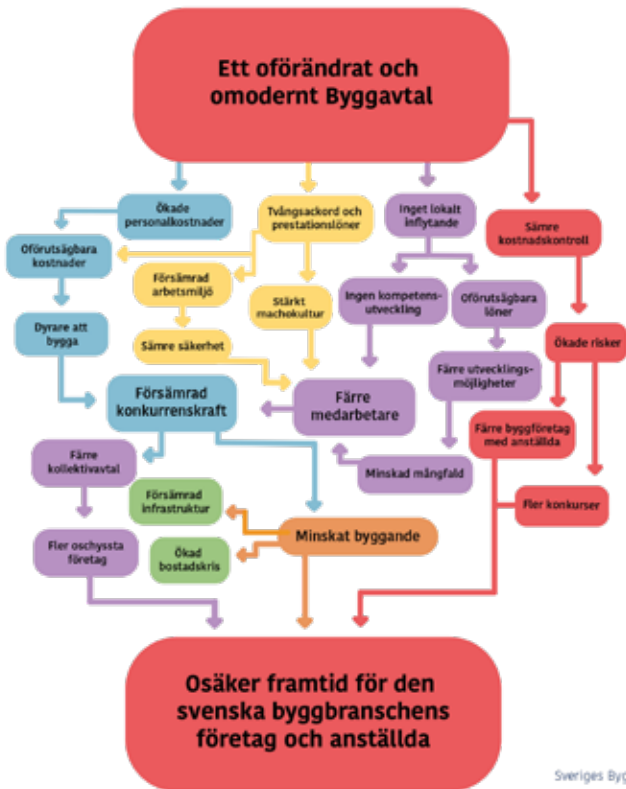 Ett oförändrat och
omodernt Byggavtal
Ökade
personalkostnader
Tvångsackord och
prestationslöner
Inget lokalt
inflytande
Sämre
kostnadskontroll
Oförutsägbara
kostnader
Försämrad
arbetsmiljö
Stärkt
machokultur
Ingen kompetens-
utveckling
Oförutsägbara
löner
Dyrare att
bygga
Sämre säkerhet
Ökade risker
Färre utvecklings-
möjligheter
Försämrad
konkurrenskraft
Färre
medarbetare
Färre byggföretag
med anställda
Färre
kollektivavtal
Minskad mångfald
Försämrad
infrastruktur
Fler konkurser
Fler oschyssta
företag
Ökad
bostadskris
Minskat byggande
Osäker framtid för den
svenska byggbranschens
företag och anställda
Sveriges Byg